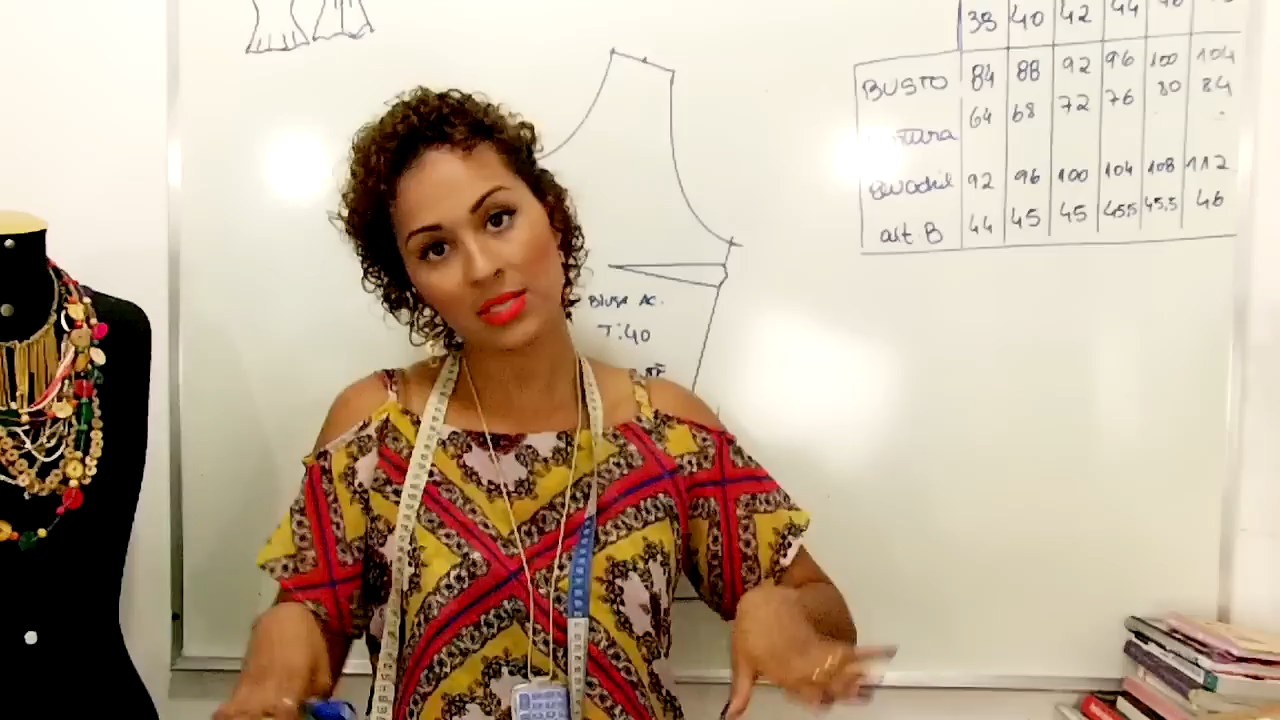 38 40 42 44
BUSTO 84 88 92 96 100 104
64 68 72 76 80 84
Quadril 92 96 100 104 108 112
alt. B 44 45 45 45,5 45,5 46
Blusa AC.
T:40